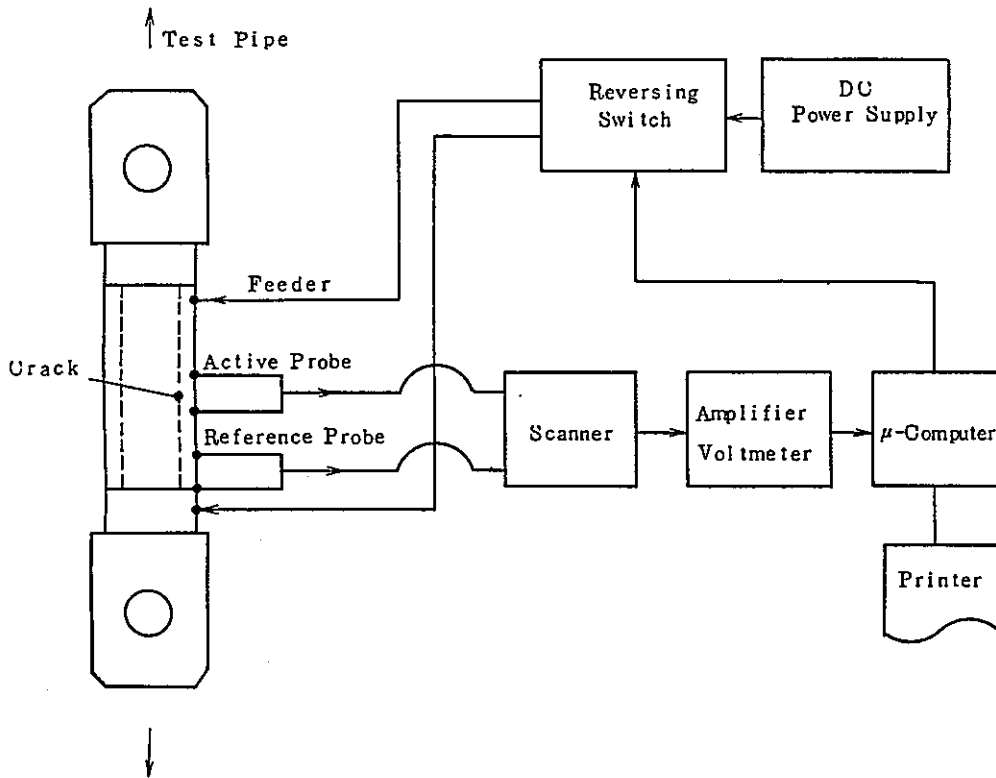 Test Pipe
Reversing
Switch
DC
Power Supply
Feeder
Crack
Active Probe
Reference Probe
Scanner
Amplifier
Voltmeter
μ-Computer
Printer